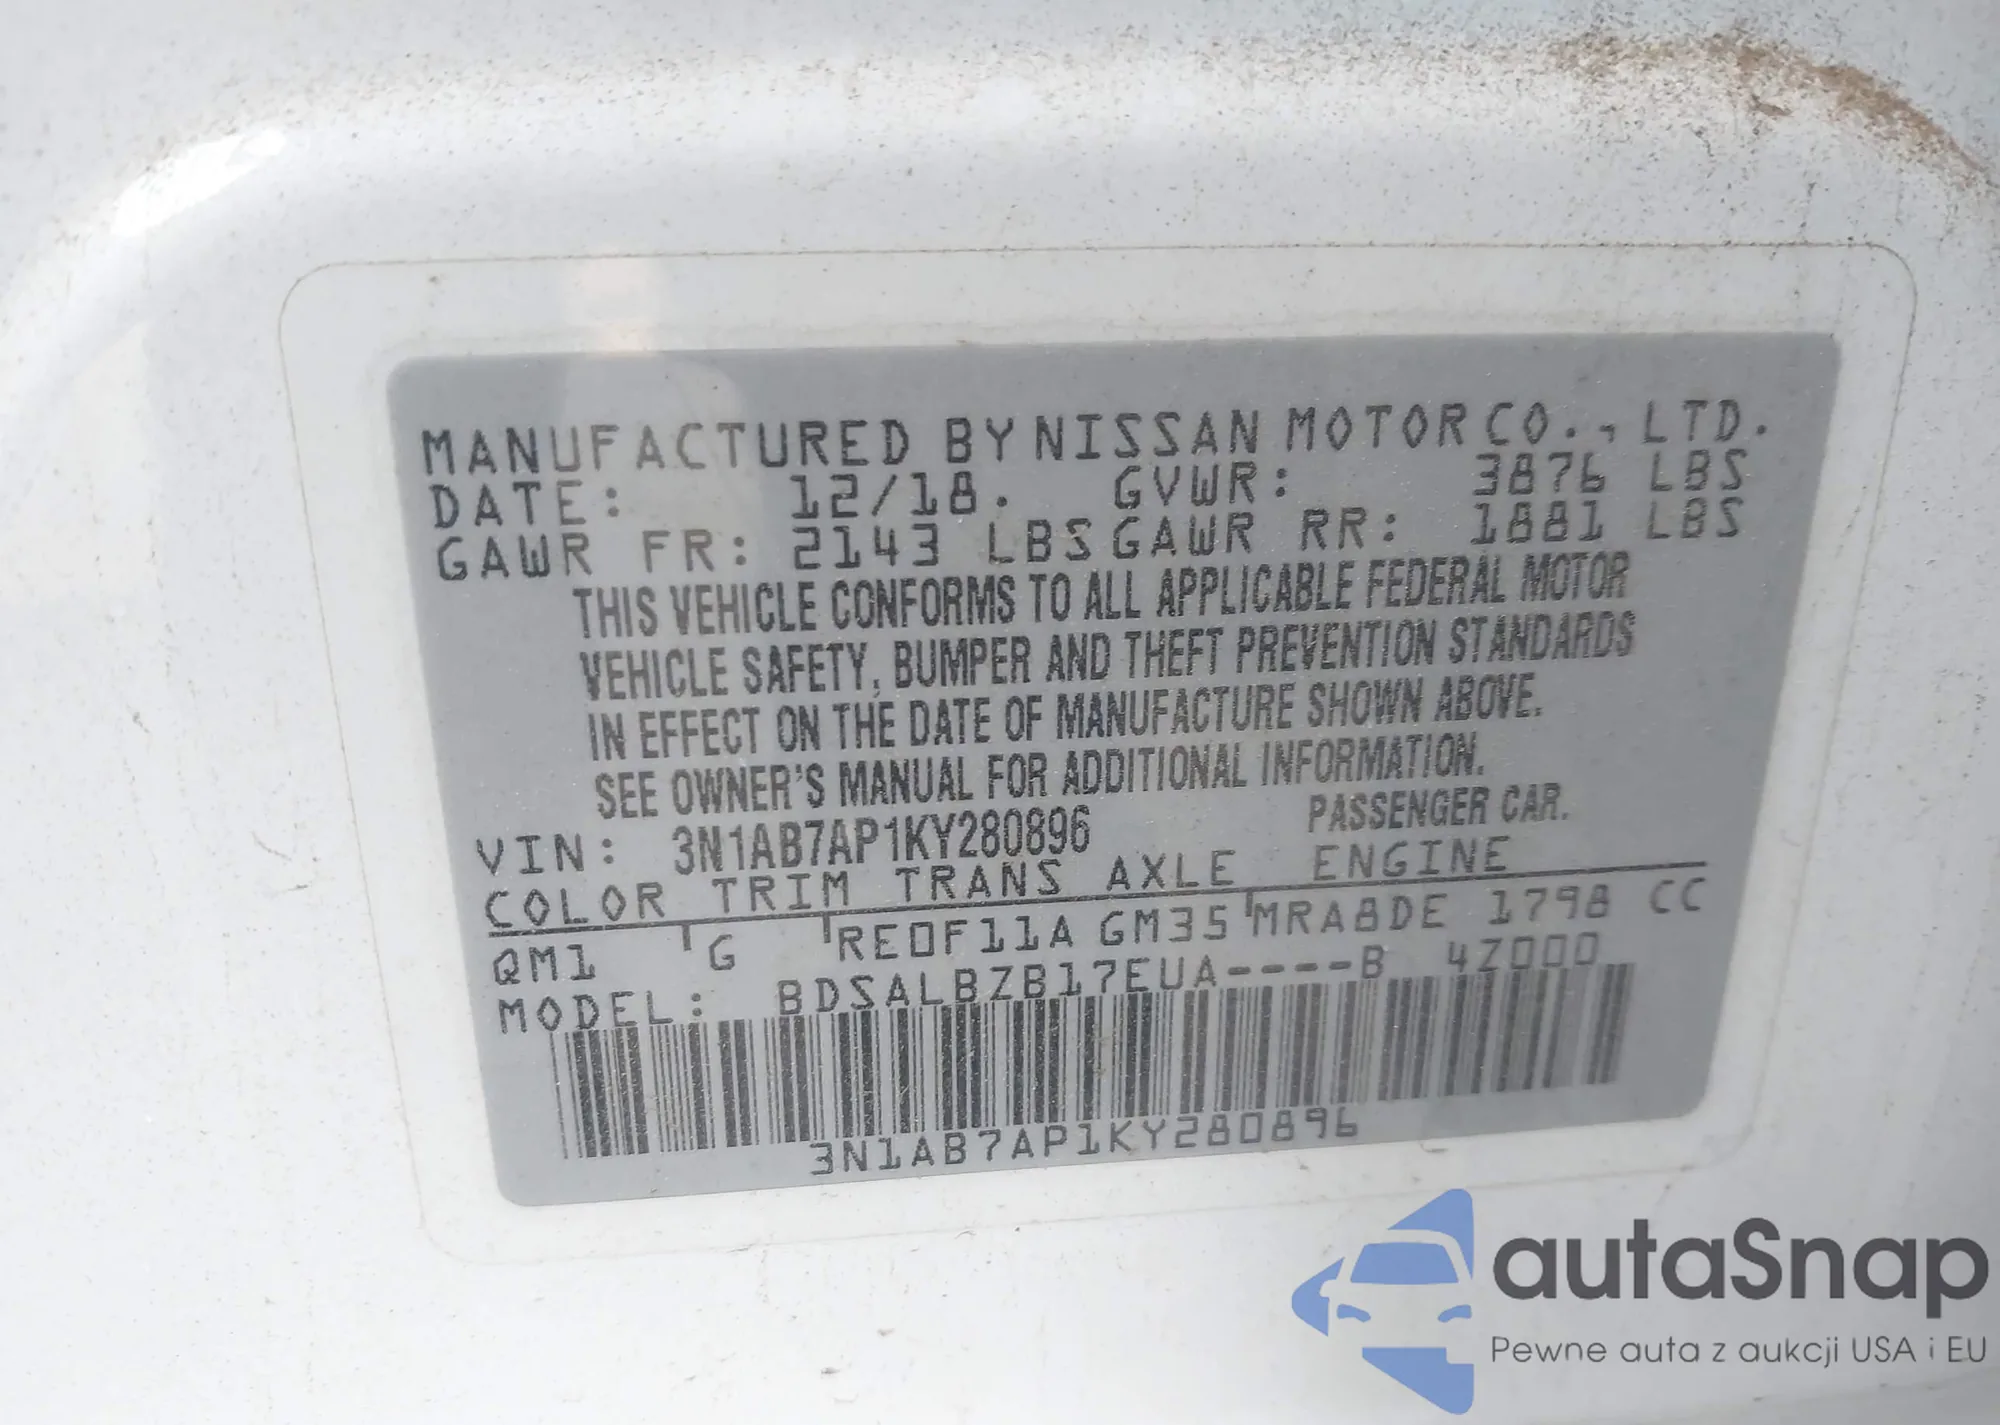 MANUFACTURED BY NISSAN MOTOR CO., LTD.
DATE: 12/18. GVWR: 3876 LBS
GAWR FR: 2143 LBS GAWR RR: 1881 LBS
THIS VEHICLE CONFORMS TO ALL APPLICABLE FEDERAL MOTOR
VEHICLE SAFETY, BUMPER AND THEFT PREVENTION STANDARDS
IN EFFECT ON THE DATE OF MANUFACTURE SHOWN ABOVE.
SEE OWNER'S MANUAL FOR ADDITIONAL INFORMATION.
VIN: 3N1AB7AP1KY280896 PASSENGER CAR.
COLOR TRIM TRANS AXLE ENGINE
QM1 G RE0F11A GM35 MRA8DE 1798 CC
MODEL: BDSALBZB17EUA----B 4Z000
3N1AB7AP1KY280896
autaSnap
Pewne auta z aukcji USA i EU